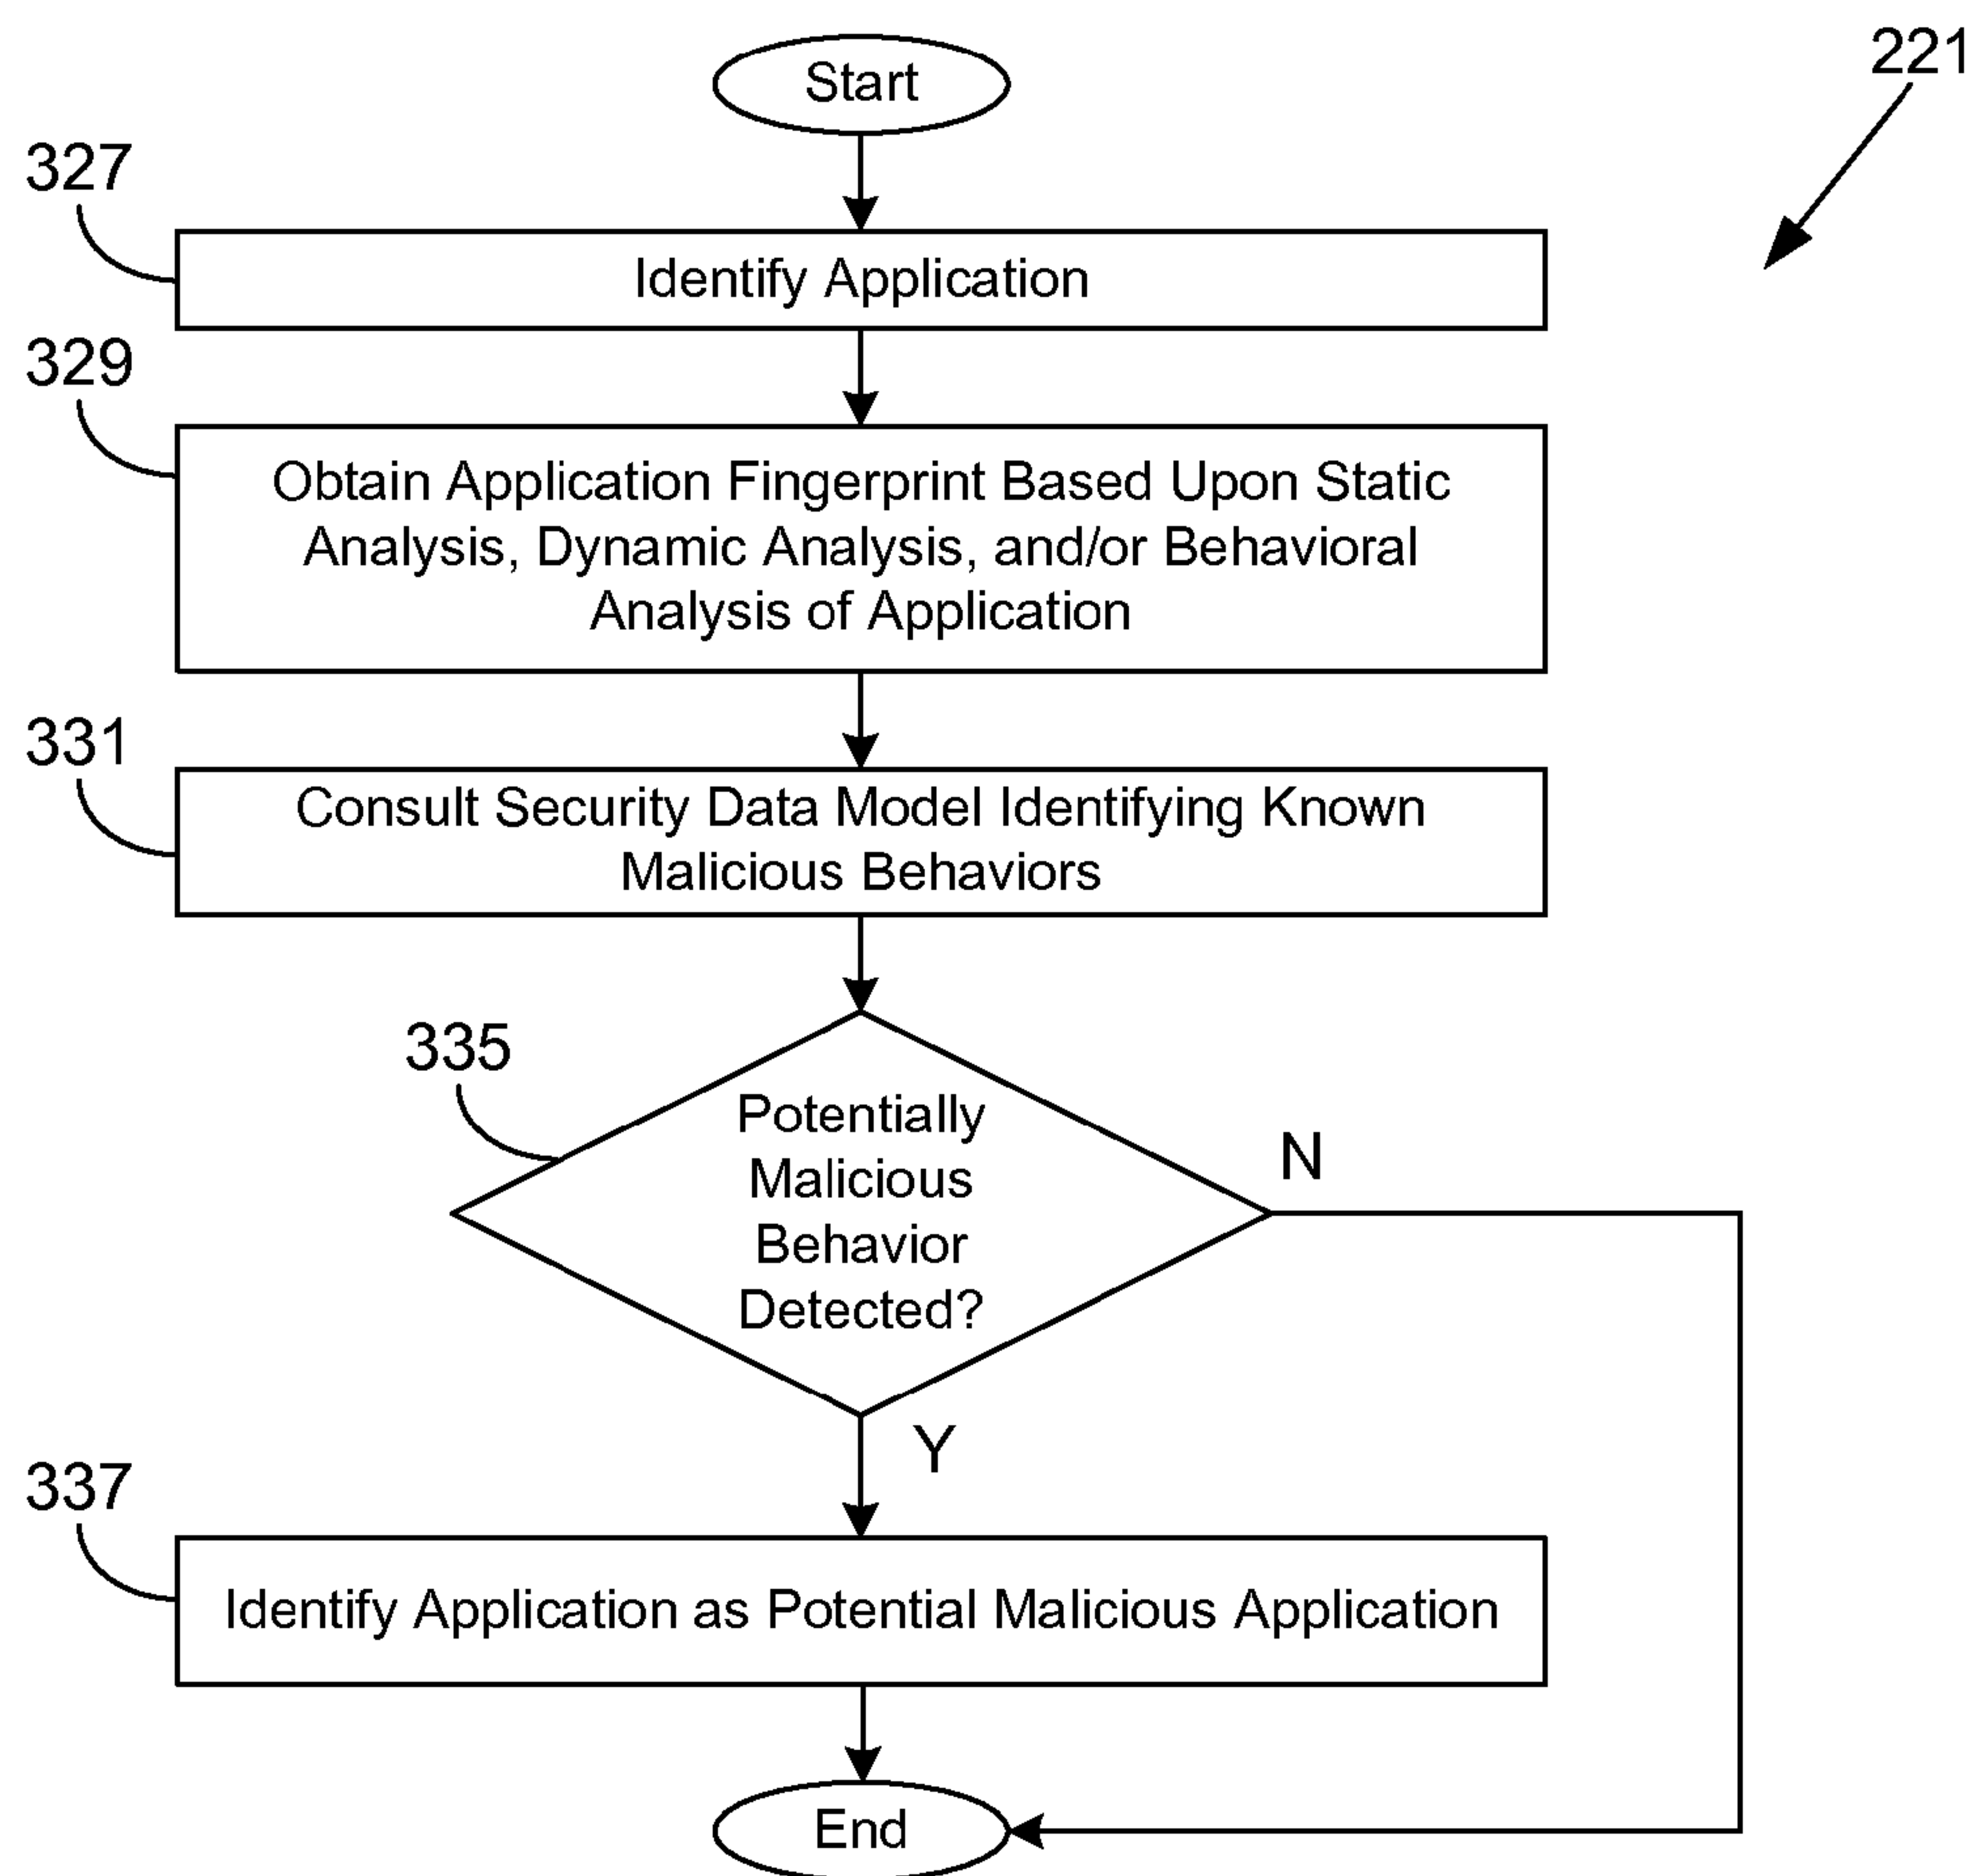 Start
221
327
Identify Application
329
Obtain Application Fingerprint Based Upon Static
Analysis, Dynamic Analysis, and/or Behavioral
Analysis of Application
331
Consult Security Data Model Identifying Known
Malicious Behaviors
335
Potentially
Malicious
Behavior
Detected?
N
Y
337
Identify Application as Potential Malicious Application
End